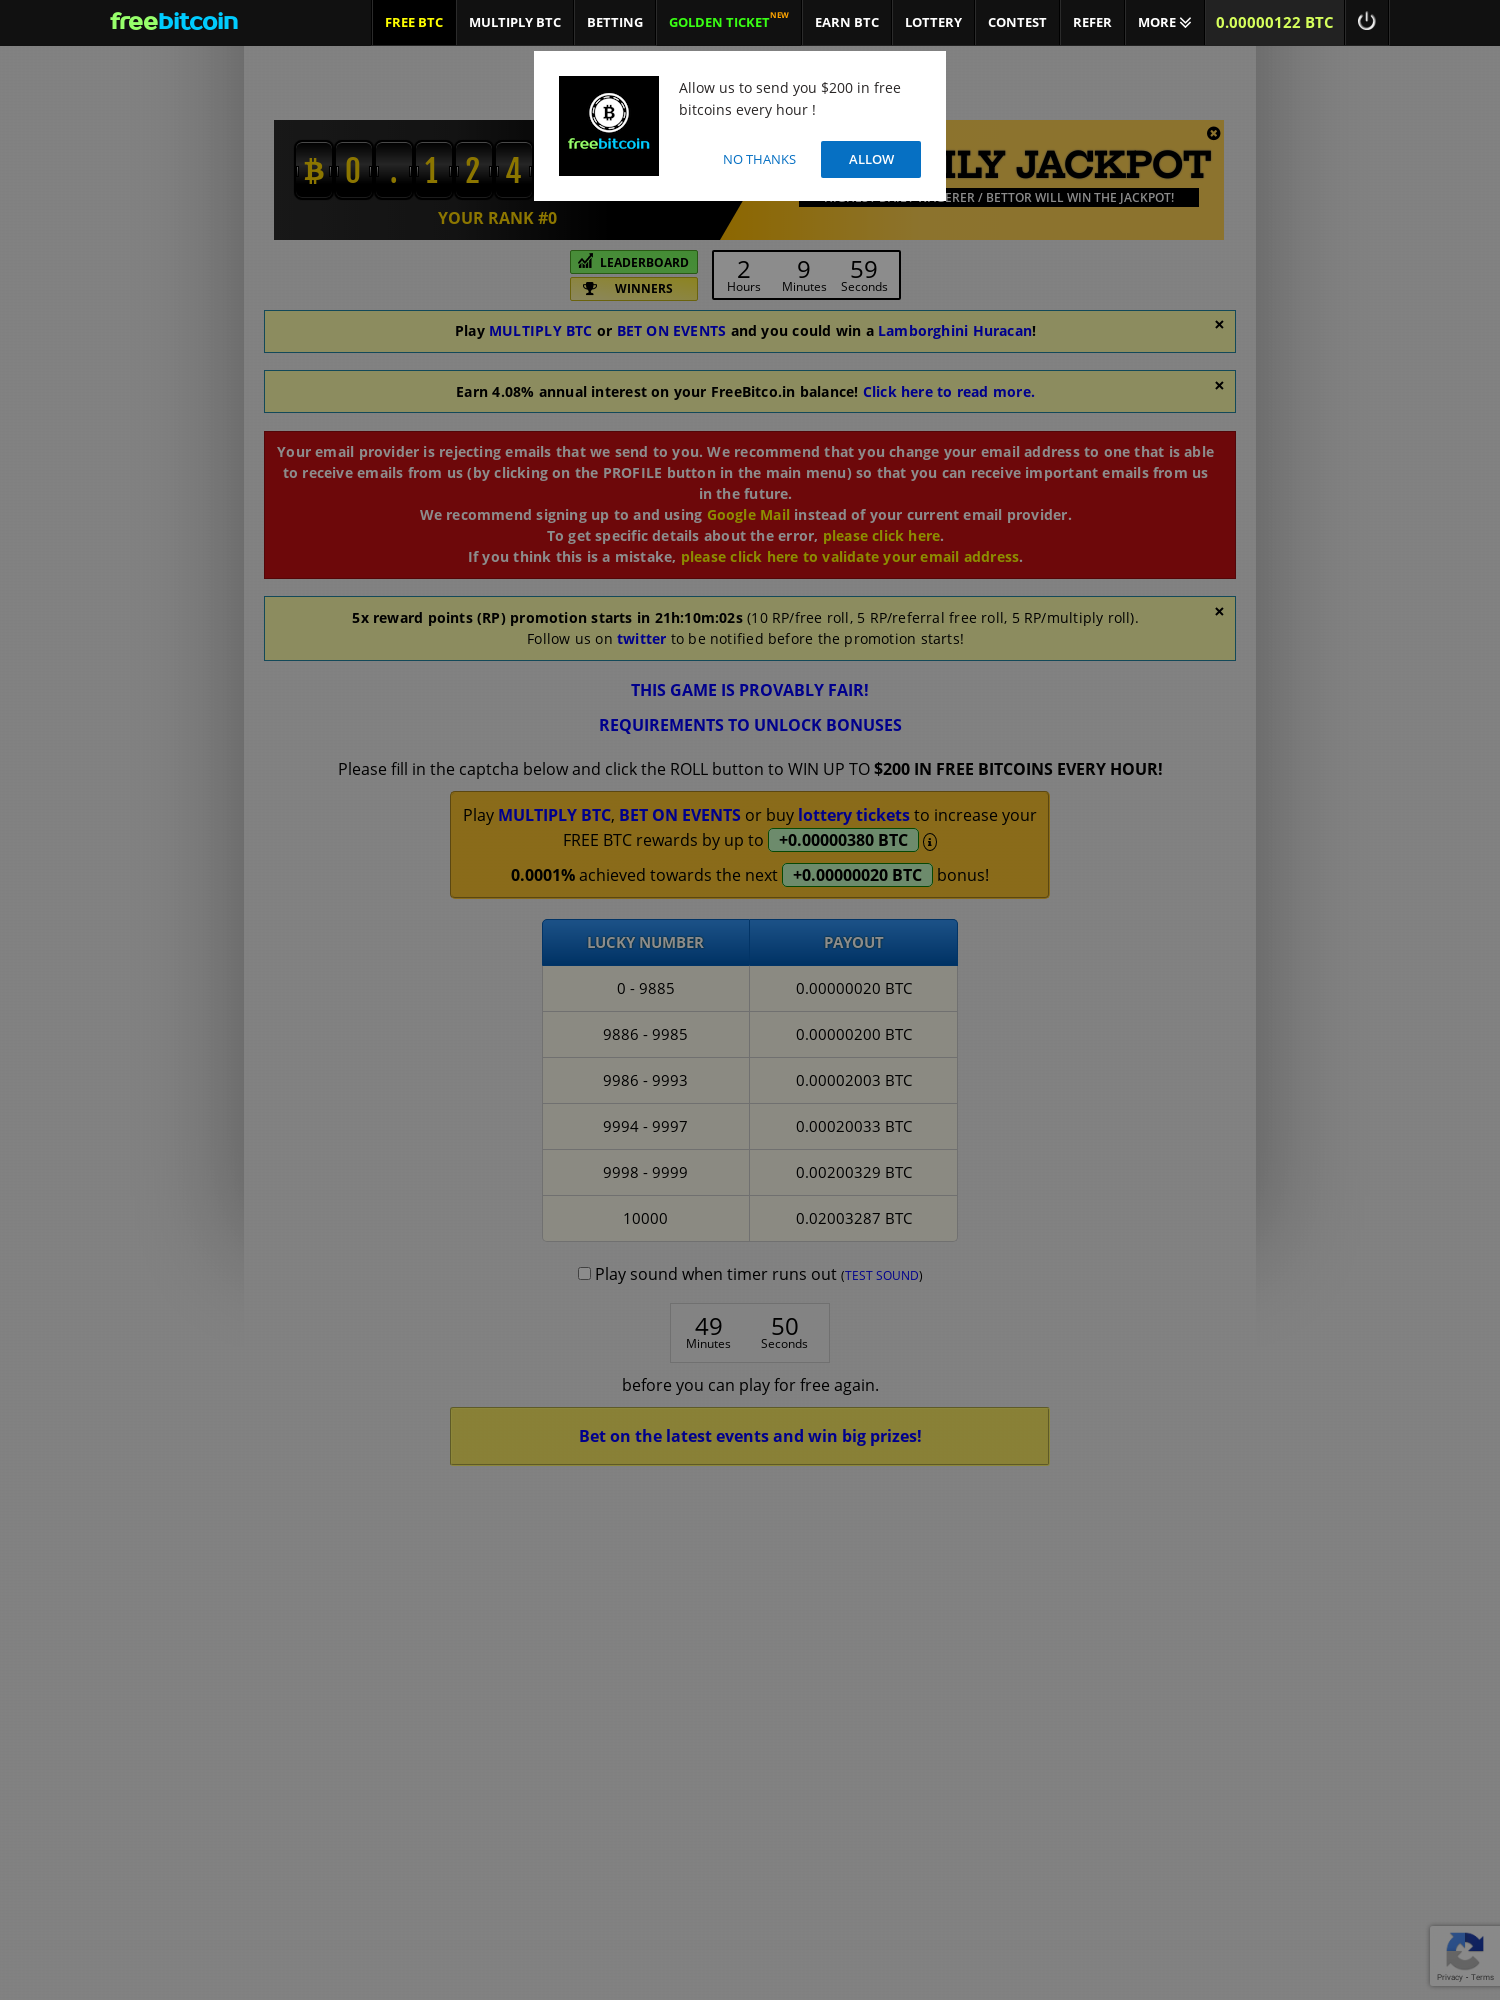 freebitcoin
FREE BTC
MULTIPLY BTC
BETTING
GOLDEN TICKET NEW
EARN BTC
LOTTERY
CONTEST
REFER
MORE
0.00000122 BTC
Allow us to send you $200 in free
bitcoins every hour !
freebitcoin
NO THANKS
ALLOW
0.124
JACKPOT
BETTOR WILL WIN THE JACKPOT!
YOUR RANK #0
LEADERBOARD
WINNERS
2 9 59
Hours Minutes Seconds
Play MULTIPLY BTC or BET ON EVENTS and you could win a Lamborghini Huracan!
Earn 4.08% annual interest on your FreeBitco.in balance! Click here to read more.
Your email provider is rejecting emails that we send to you. We recommend that you change your email address to one that is able
to receive emails from us (by clicking on the PROFILE button in the main menu) so that you can receive important emails from us
in the future.
We recommend signing up to and using Google Mail instead of your current email provider.
To get specific details about the error, please click here.
If you think this is a mistake, please click here to validate your email address.
5x reward points (RP) promotion starts in 21h:10m:02s (10 RP/free roll, 5 RP/referral free roll, 5 RP/multiply roll).
Follow us on twitter to be notified before the promotion starts!
THIS GAME IS PROVABLY FAIR!
REQUIREMENTS TO UNLOCK BONUSES
Please fill in the captcha below and click the ROLL button to WIN UP TO $200 IN FREE BITCOINS EVERY HOUR!
Play MULTIPLY BTC, BET ON EVENTS or buy lottery tickets to increase your
FREE BTC rewards by up to +0.00000380 BTC
0.0001% achieved towards the next +0.00000020 BTC bonus!
LUCKY NUMBER PAYOUT
0 - 9885 0.00000020 BTC
9886 - 9985 0.00000200 BTC
9986 - 9993 0.00002003 BTC
9994 - 9997 0.00020033 BTC
9998 - 9999 0.00200329 BTC
10000 0.02003287 BTC
Play sound when timer runs out (TEST SOUND)
49 50
Minutes Seconds
before you can play for free again.
Bet on the latest events and win big prizes!
Privacy - Terms